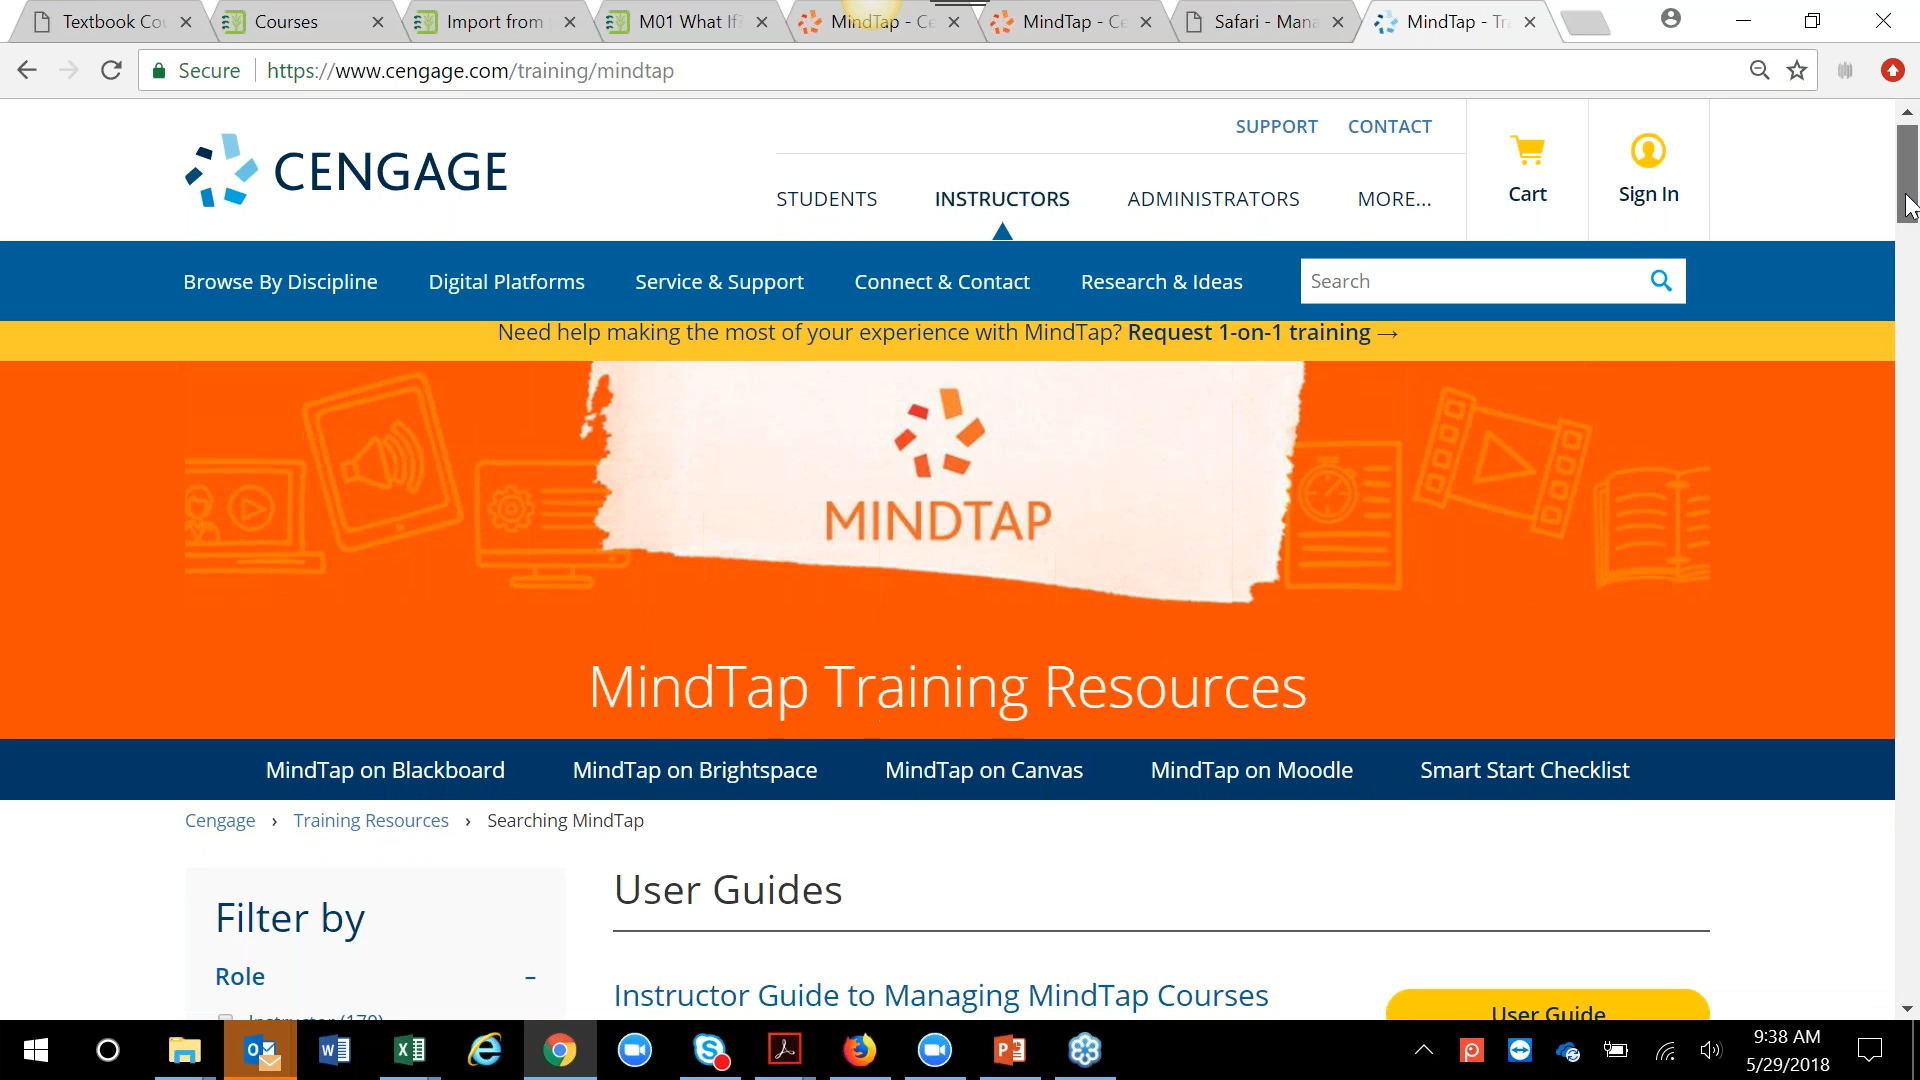 Textbook Co
Courses
Import from
M01 What If
MindTap - Ce
MindTap - Ce
Safari - Mana
MindTap - Tra
Secure
https://www.cengage.com/training/mindtap
SUPPORT
CONTACT
CENGAGE
STUDENTS
INSTRUCTORS
ADMINISTRATORS
MORE...
Cart
Sign In
Browse By Discipline
Digital Platforms
Service & Support
Connect & Contact
Research & Ideas
Search
Need help making the most of your experience with MindTap? Request 1-on-1 training →
MINDTAP
MindTap Training Resources
MindTap on Blackboard
MindTap on Brightspace
MindTap on Canvas
MindTap on Moodle
Smart Start Checklist
Cengage › Training Resources › Searching MindTap
Filter by
Role
–
User Guides
Instructor Guide to Managing MindTap Courses
User Guide
9:38 AM
5/29/2018